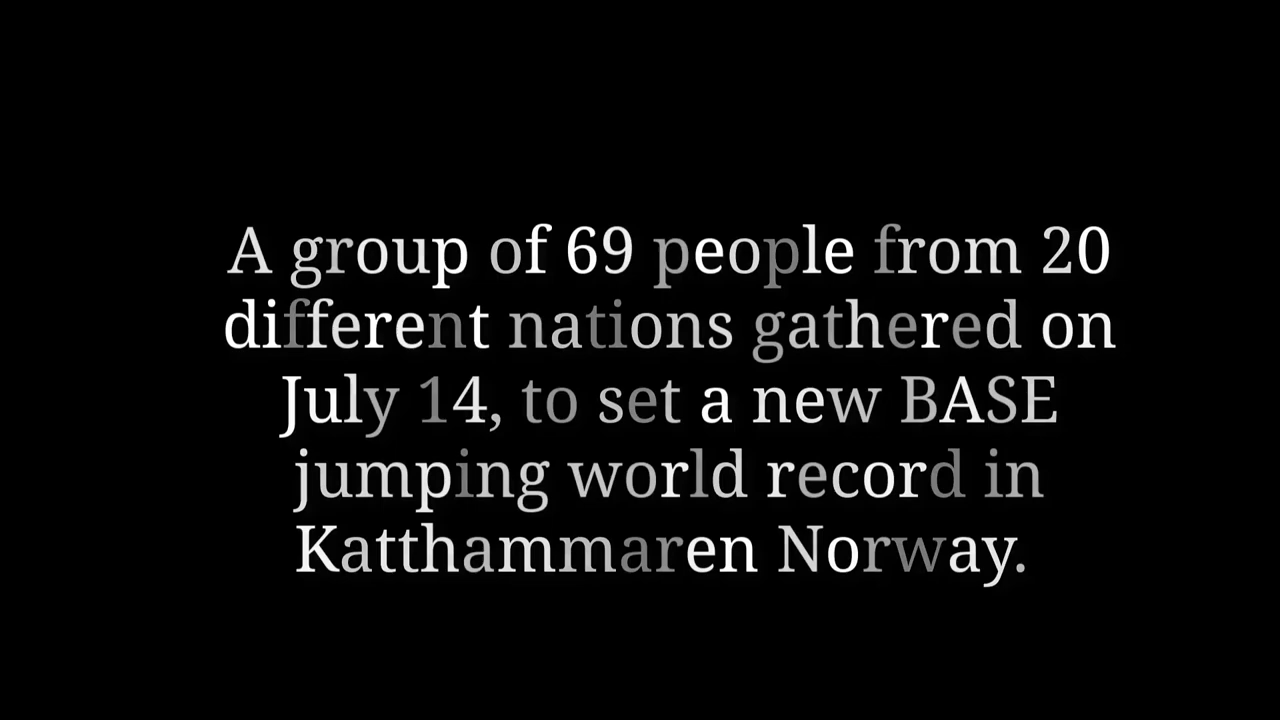 A group of 69 people from 20
different nations gathered on
July 14, to set a new BASE
jumping world record in
Katthammaren Norway.